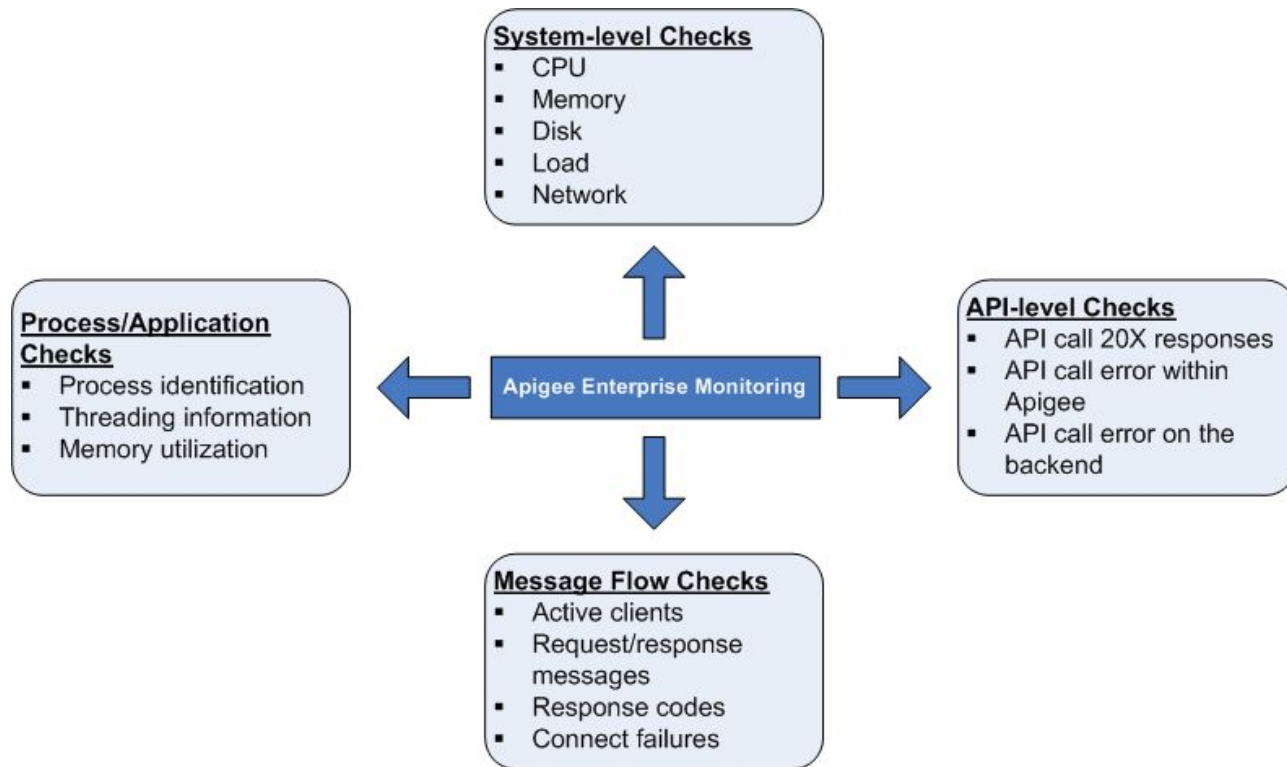 System-level Checks
▪ CPU
▪ Memory
▪ Disk
▪ Load
▪ Network
Process/Application
Checks
▪ Process identification
▪ Threading information
▪ Memory utilization
Apigee Enterprise Monitoring
API-level Checks
▪ API call 20X responses
▪ API call error within
Apigee
▪ API call error on the
backend
Message Flow Checks
▪ Active clients
▪ Request/response
messages
▪ Response codes
▪ Connect failures